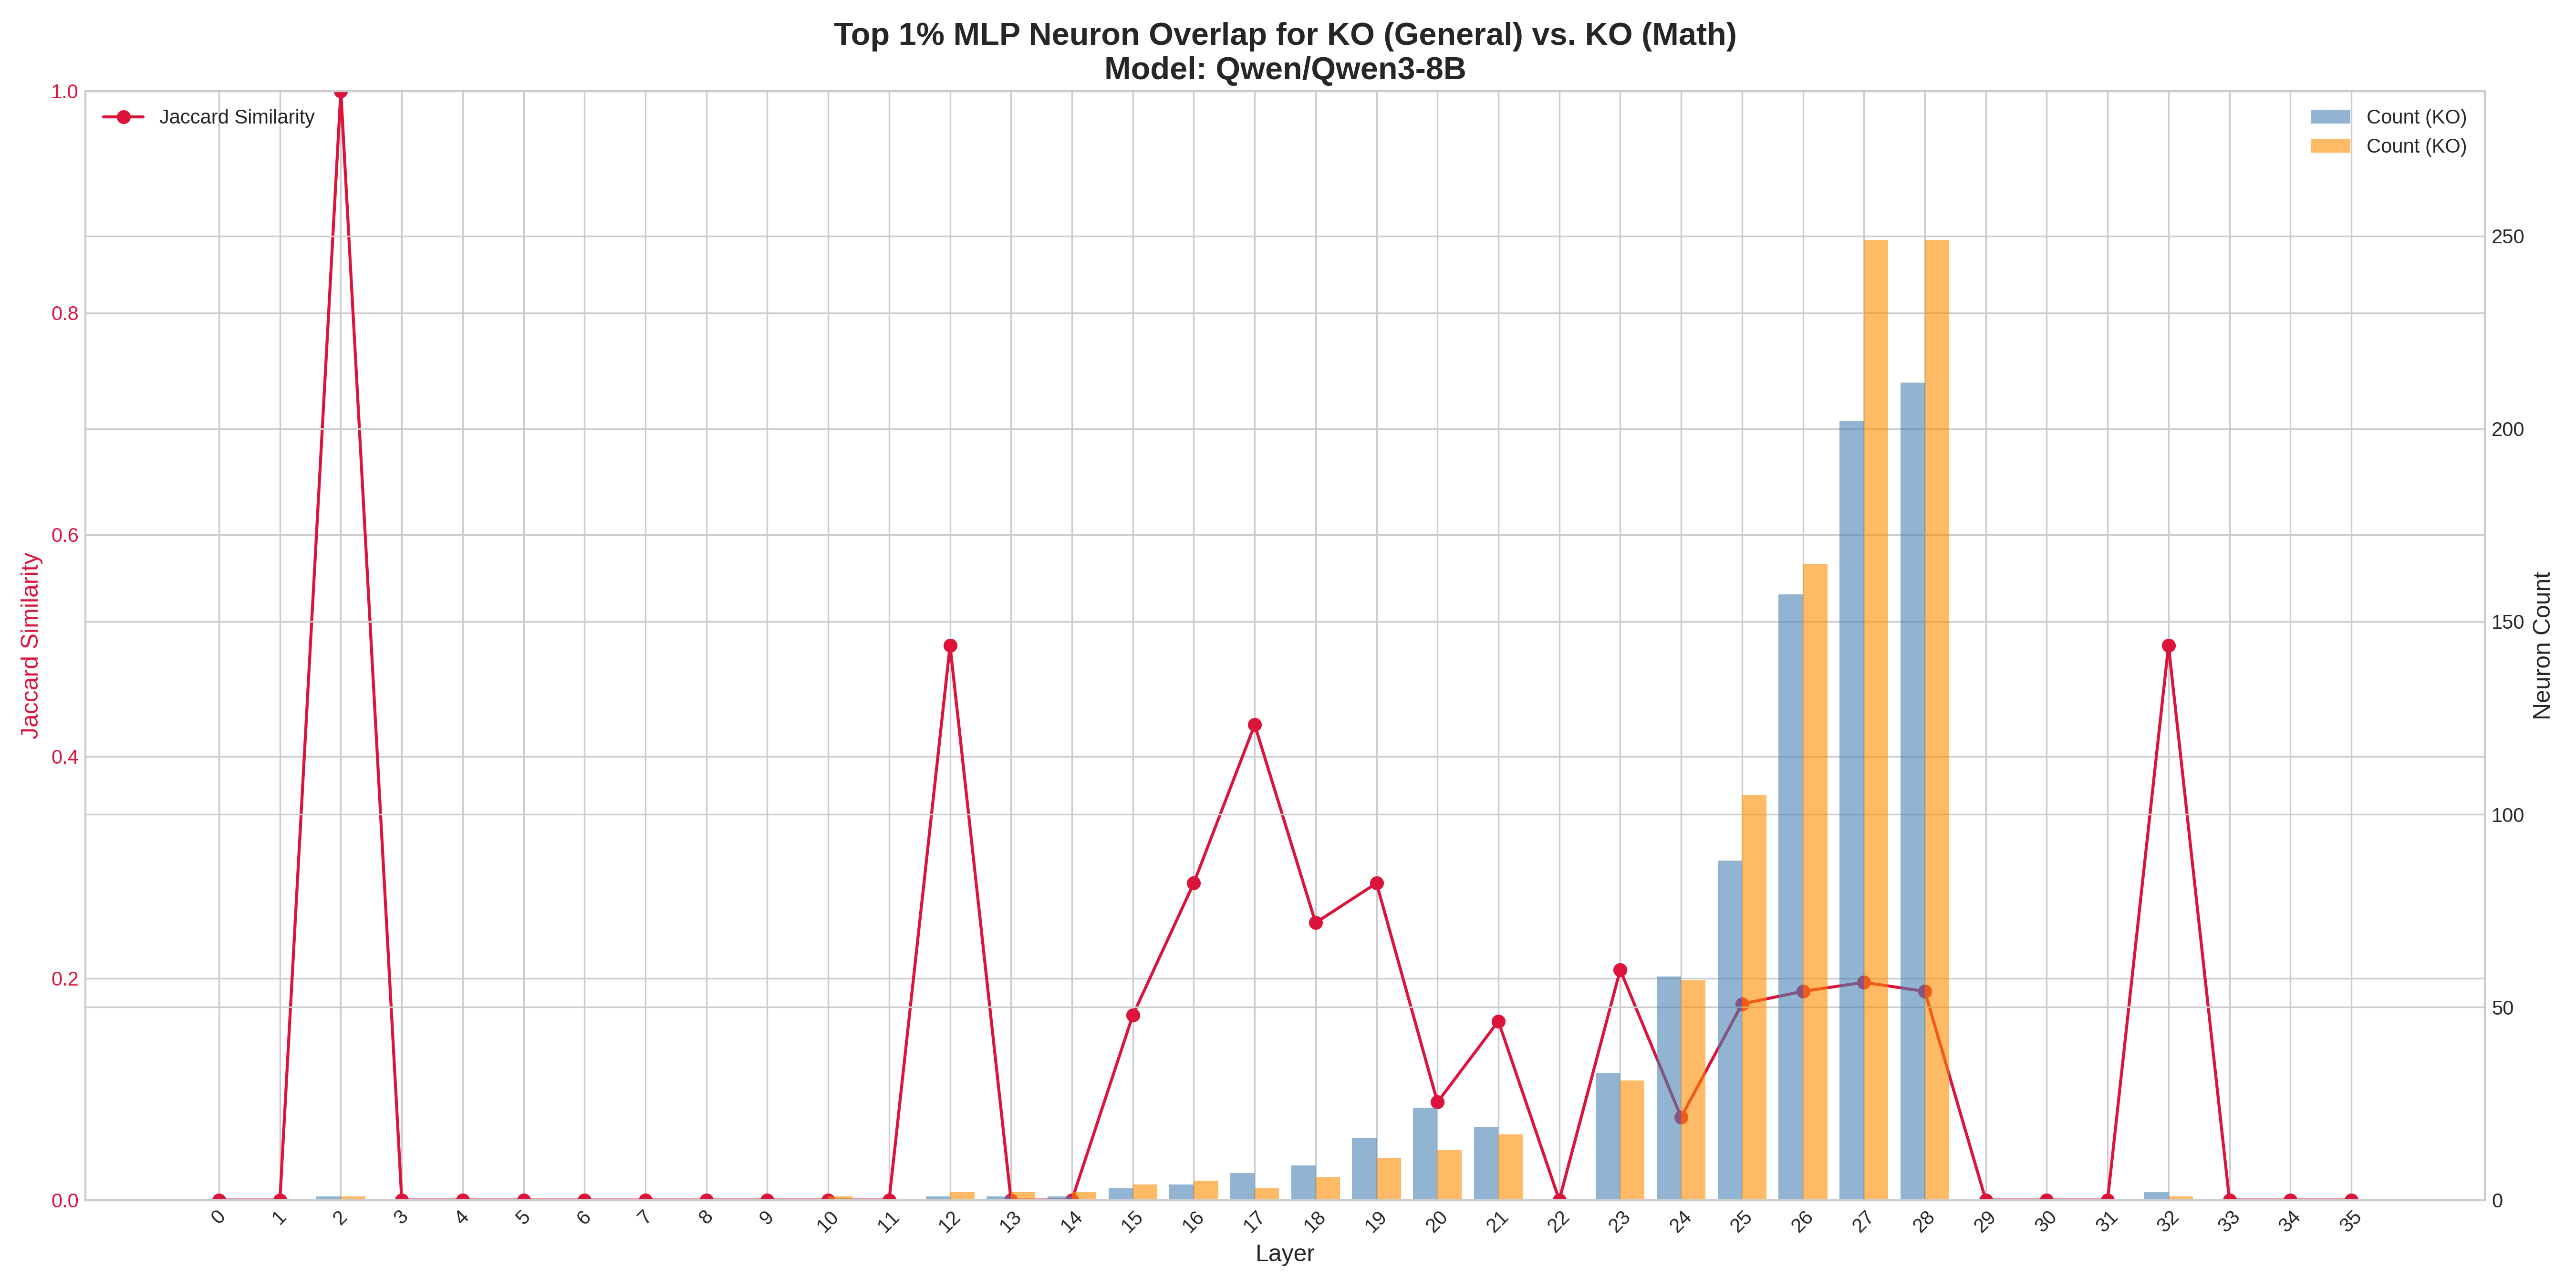 Top 1% MLP Neuron Overlap for KO (General) vs. KO (Math)
Model: Qwen/Qwen3-8B
Jaccard Similarity
Count (KO)
Count (KO)
1.0
0.8
0.6
0.4
0.2
0.0
Jaccard Similarity
250
200
150
100
50
0
Neuron Count
0 1 2 3 4 5 6 7 8 9 10 11 12 13 14 15 16 17 18 19 20 21 22 23 24 25 26 27 28 29 30 31 32 33 34 35
Layer